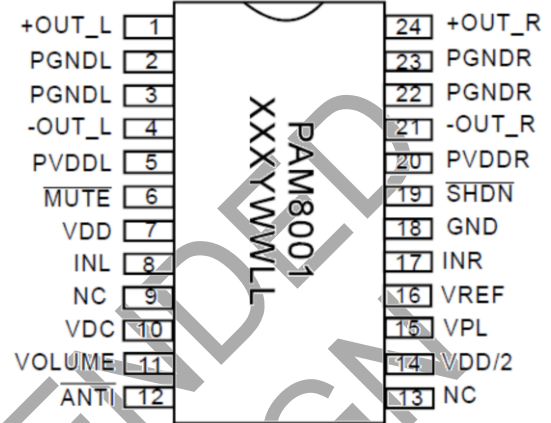 +OUT_L 1
PGNDL 2
PGNDL 3
-OUT_L 4
PVDDL 5
MUTE 6
VDD 7
INL 8
NC 9
VDC 10
VOLUME 11
ANTI 12
PAM8001
XXXYWWLL
24 +OUT_R
23 PGNDR
22 PGNDR
21 -OUT_R
20 PVDDR
19 SHDN
18 GND
17 INR
16 VREF
15 VPL
14 VDD/2
13 NC